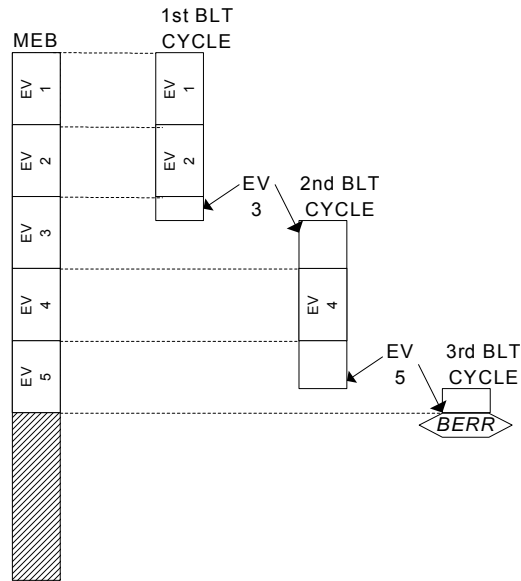 1st BLT
CYCLE
MEB
EV 1
EV 2
EV 3
EV 4
EV 5
EV 1
EV 2
EV
3
2nd BLT
CYCLE
EV 4
EV
5
3rd BLT
CYCLE
BERR